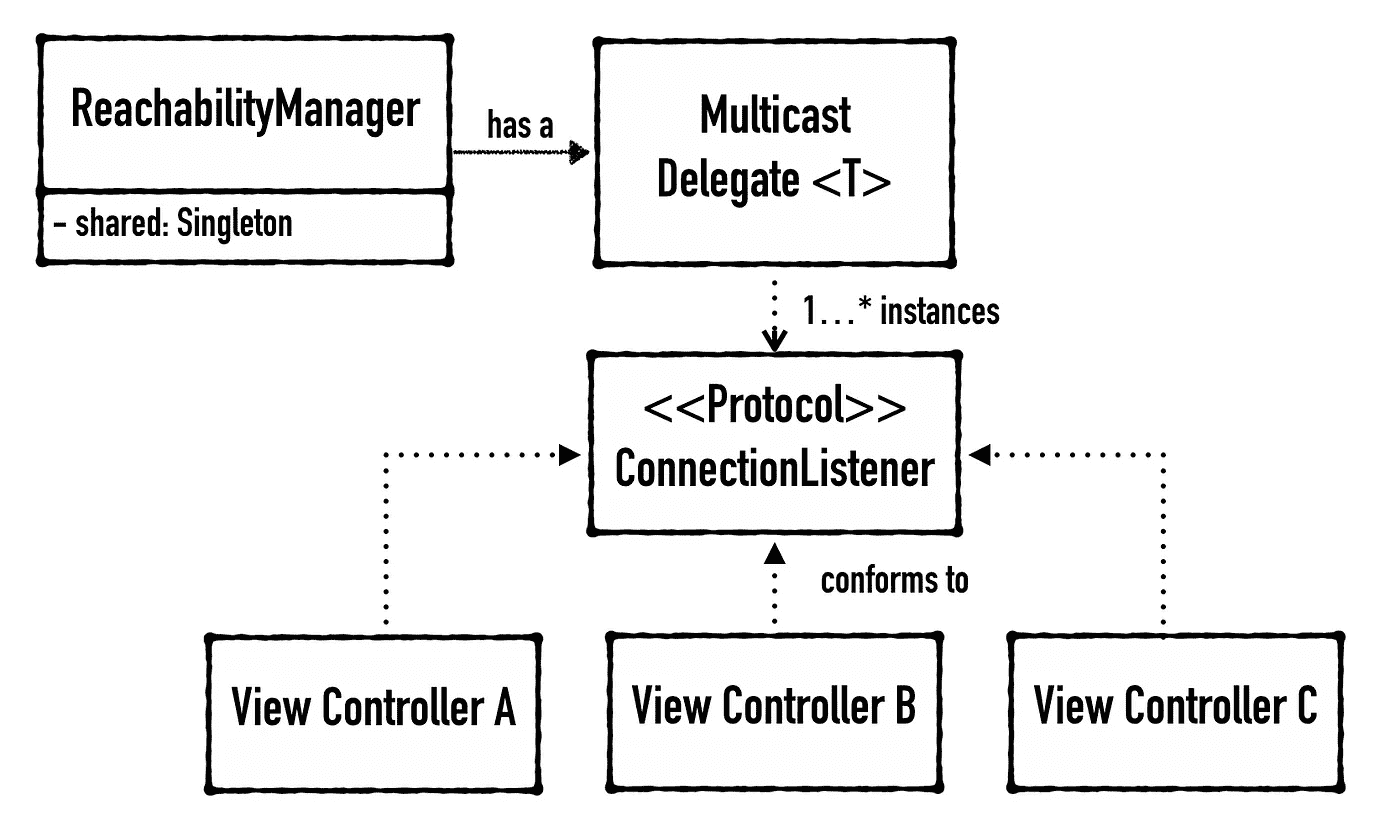 ReachabilityManager
- shared: Singleton
has a
Multicast
Delegate <T>
1...* instances
<<Protocol>>
ConnectionListener
conforms to
View Controller A
View Controller B
View Controller C